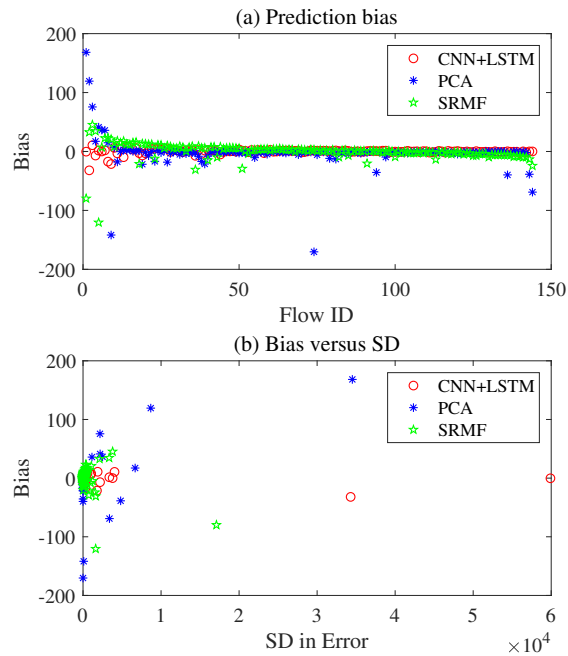 (a) Prediction bias
200
100
0
-100
-200
Bias
CNN+LSTM
PCA
SRMF
0 50 100 150
Flow ID
(b) Bias versus SD
200
100
0
-100
-200
Bias
CNN+LSTM
PCA
SRMF
0 1 2 3 4 5 6
SD in Error
×10⁴